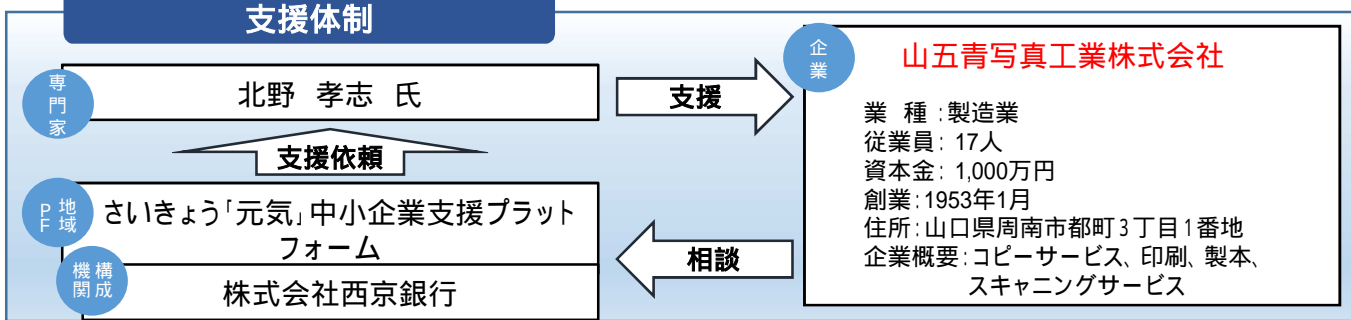 支援体制
専門家
北野 孝志 氏
支援
支援依頼
地域PF
さいきょう「元気」中小企業支援プラット
フォーム
構成機関
株式会社西京銀行
相談
企業
山五青写真工業株式会社
業 種:製造業
従業員: 17人
資本金: 1,000万円
創業:1953年1月
住所:山口県周南市都町3丁目1番地
企業概要:コピーサービス、印刷、製本、
スキャニングサービス